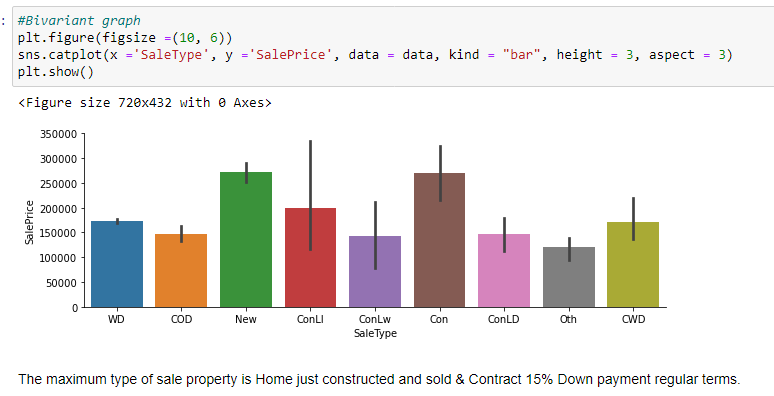 : #Bivariant graph
plt.figure(figsize =(10, 6))
sns.catplot(x ='SaleType', y ='SalePrice', data = data, kind = "bar", height = 3, aspect = 3)
plt.show()
<Figure size 720x432 with 0 Axes>
350000
300000
250000
200000
150000
100000
50000
0
SalePrice
WD COD New ConLI ConLw Con ConLD Oth CWD
SaleType
The maximum type of sale property is Home just constructed and sold & Contract 15% Down payment regular terms.